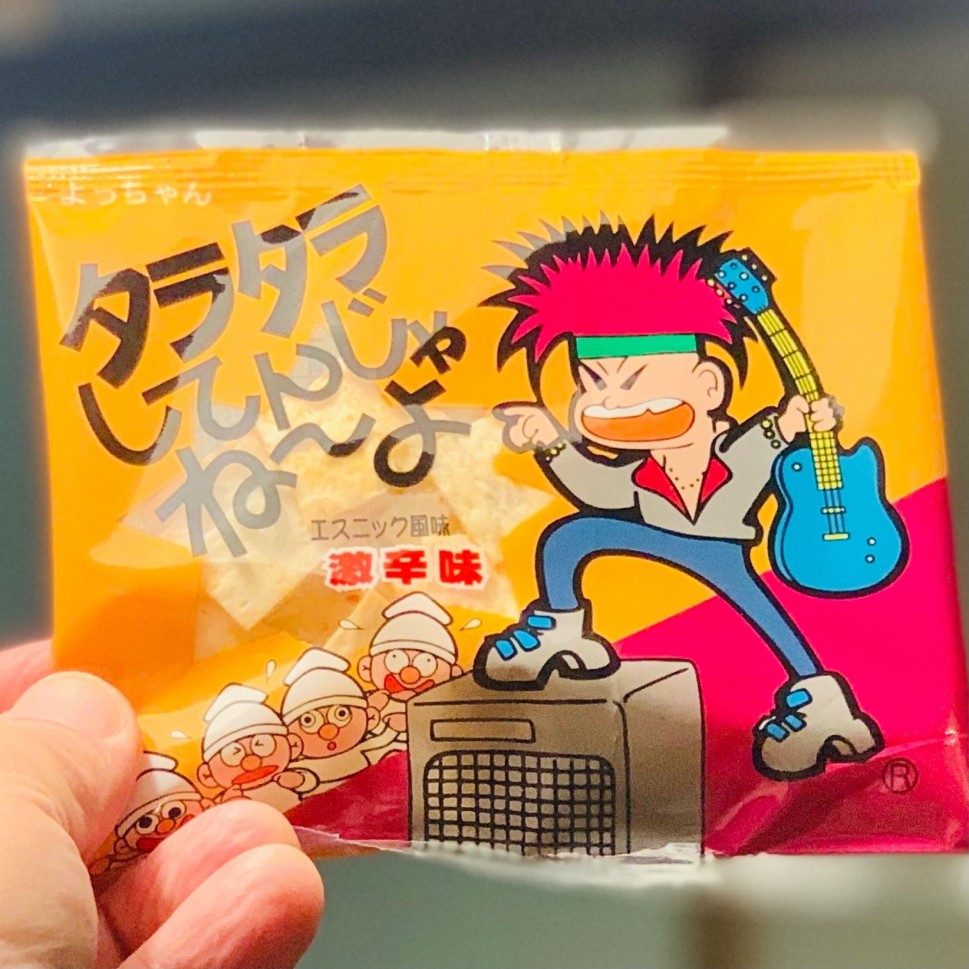 よっちゃん
タラタラ
してんじゃ
ね〜よ
エスニック風味
激辛味
®